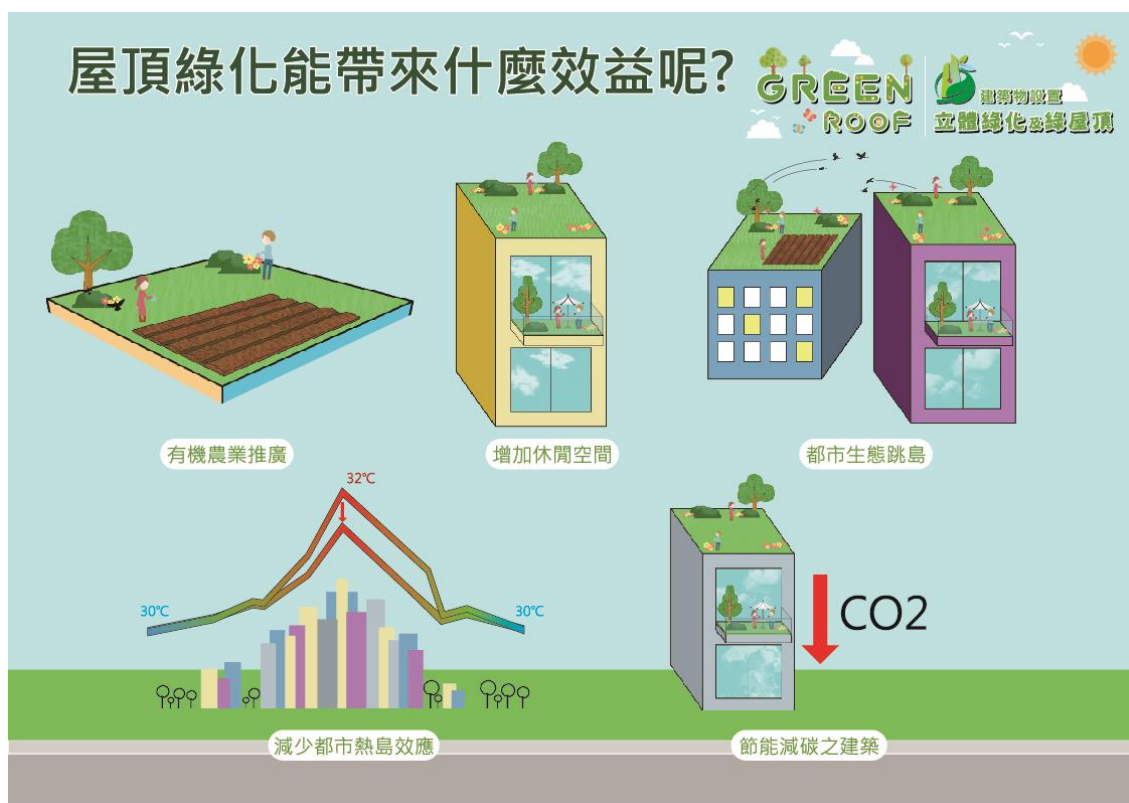 屋頂綠化能帶來什麼效益呢?
GREEN
ROOF
建築物設置
立體綠化及綠屋頂
有機農業推廣
增加休閒空間
都市生態跳島
32℃
30℃
30℃
CO2
減少都市熱島效應
節能減碳之建築